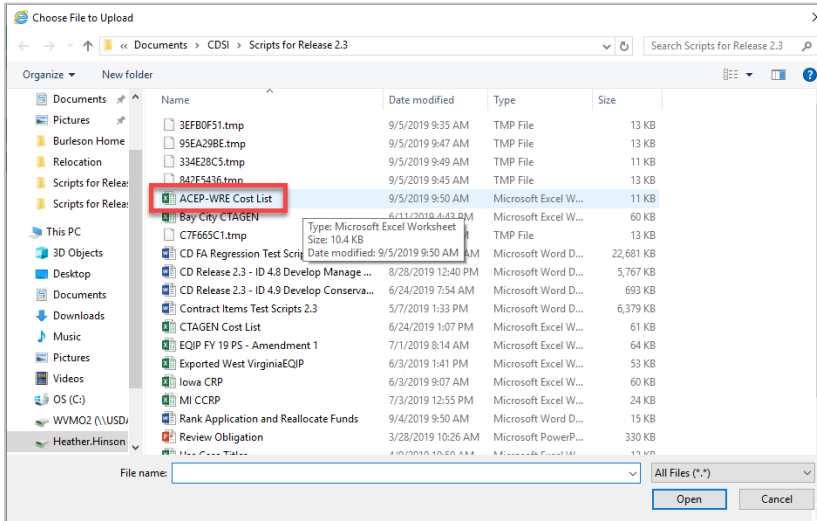 Choose File to Upload
« Documents > CDSI > Scripts for Release 2.3
Search Scripts for Release 2.3
Organize
New folder
Documents
Pictures
Burleson Home
Relocation
Scripts for Releas
Scripts for Releas
This PC
3D Objects
Desktop
Documents
Downloads
Music
Pictures
Videos
OS (C:)
WVMO2 (\\USDA
Heather.Hinson
Name Date modified Type Size
3EFB0F51.tmp 9/5/2019 9:35 AM TMP File 13 KB
95EA29BE.tmp 9/5/2019 9:47 AM TMP File 13 KB
334E28C5.tmp 9/5/2019 9:49 AM TMP File 11 KB
842F5436.tmp 9/5/2019 9:45 AM TMP File 13 KB
ACEP-WRE Cost List 9/5/2019 9:50 AM Microsoft Excel W... 11 KB
Bay City CTAGEN 6/11/2019 4:43 PM Microsoft Excel W... 60 KB
C7F665C1.tmp TMP File 13 KB
CD FA Regression Test Scrip AM Microsoft Word D... 22,681 KB
Type: Microsoft Excel Worksheet
Size: 10.4 KB
Date modified: 9/5/2019 9:50 AM
CD Release 2.3 - ID 4.8 Develop Manage ... 8/28/2019 12:40 PM Microsoft Word D... 5,767 KB
CD Release 2.3 - ID 4.9 Develop Conserva... 6/24/2019 7:54 AM Microsoft Word D... 693 KB
Contract Items Test Scripts 2.3 5/7/2019 1:33 PM Microsoft Word D... 6,379 KB
CTAGEN Cost List 6/24/2019 1:07 PM Microsoft Excel W... 61 KB
EQIP FY 19 PS - Amendment 1 7/1/2019 8:14 AM Microsoft Excel W... 64 KB
Exported West VirginiaEQIP 6/3/2019 1:41 PM Microsoft Excel W... 53 KB
Iowa CRP 6/3/2019 9:07 AM Microsoft Excel W... 60 KB
MI CCRP 7/3/2019 12:55 PM Microsoft Excel W... 24 KB
Rank Application and Reallocate Funds 9/4/2019 9:50 AM Microsoft Word D... 15 KB
Review Obligation 3/28/2019 10:26 AM Microsoft PowerP... 330 KB
File name:
All Files (*.*)
Open
Cancel